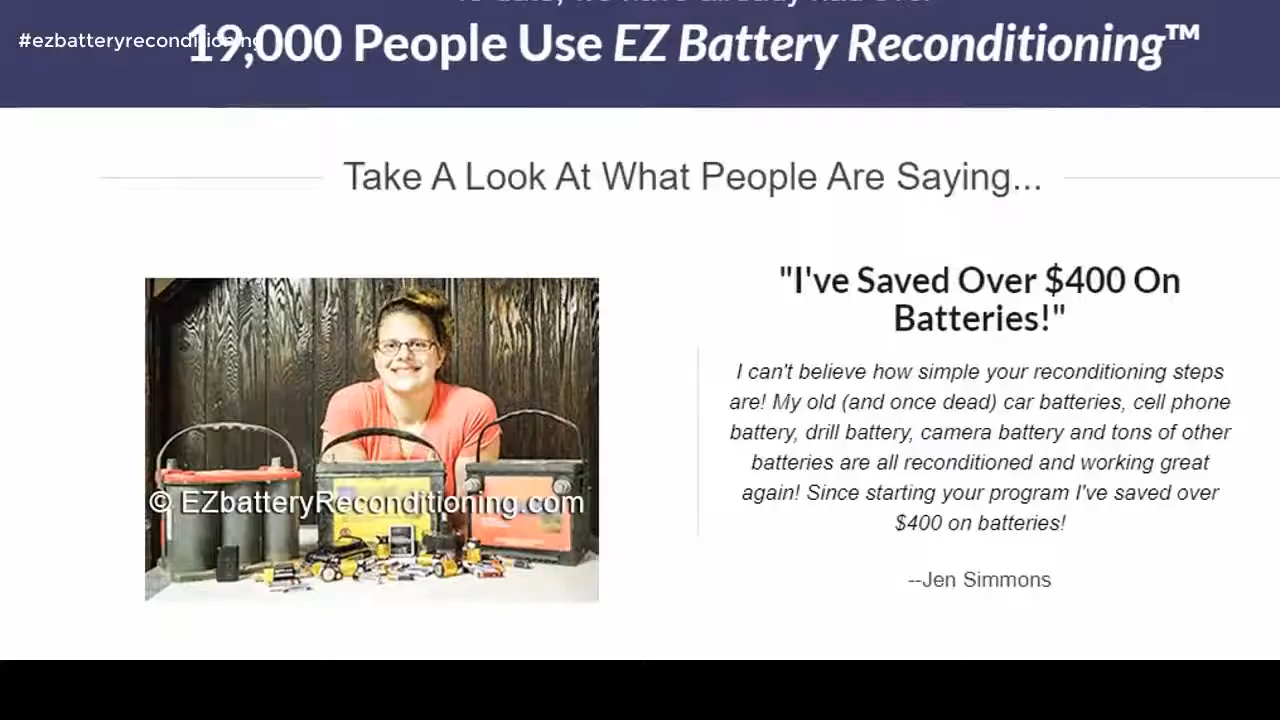 19,000 People Use EZ Battery Reconditioning™
#ezbatteryreconditioning
Take A Look At What People Are Saying...
"I've Saved Over $400 On
Batteries!"
I can't believe how simple your reconditioning steps
are! My old (and once dead) car batteries, cell phone
battery, drill battery, camera battery and tons of other
batteries are all reconditioned and working great
again! Since starting your program I've saved over
$400 on batteries!
--Jen Simmons
© EZbatteryReconditioning.com